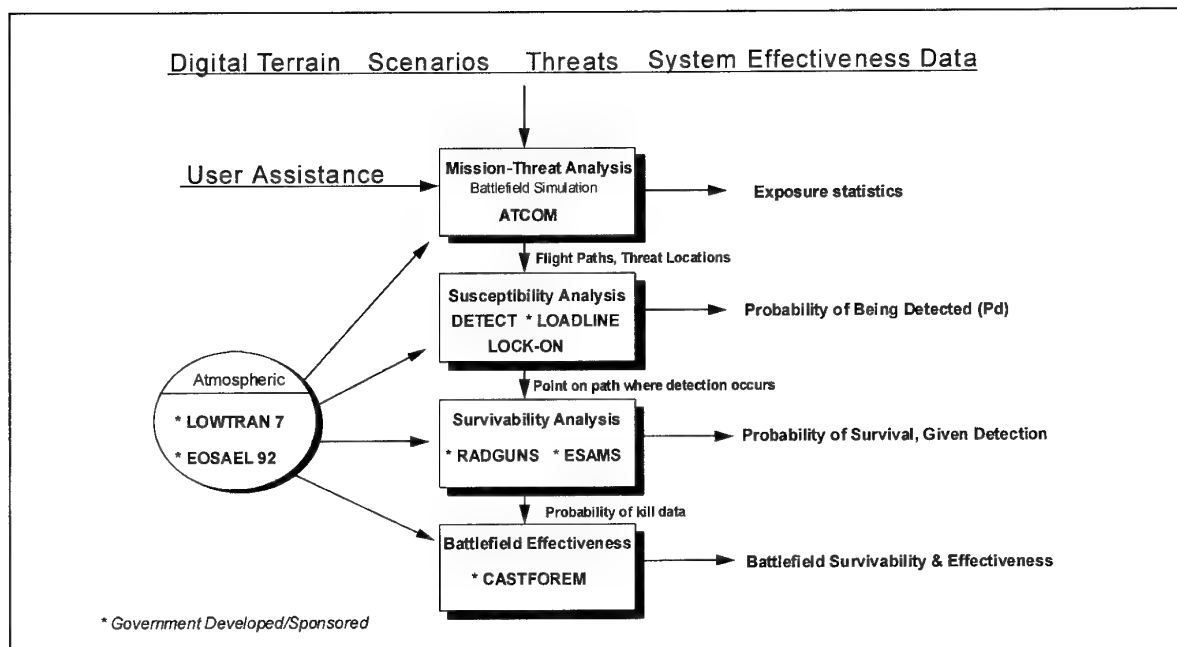 Digital Terrain Scenarios Threats System Effectiveness Data
User Assistance
Mission-Threat Analysis
Battlefield Simulation
ATCOM
Exposure statistics
Flight Paths, Threat Locations
Susceptibility Analysis
DETECT * LOADLINE
LOCK-ON
Probability of Being Detected (Pd)
Point on path where detection occurs
Atmospheric
* LOWTRAN 7
* EOSAEL 92
Survivability Analysis
* RADGUNS * ESAMS
Probability of Survival, Given Detection
Probability of kill data
Battlefield Effectiveness
* CASTFOREM
Battlefield Survivability & Effectiveness
* Government Developed/Sponsored